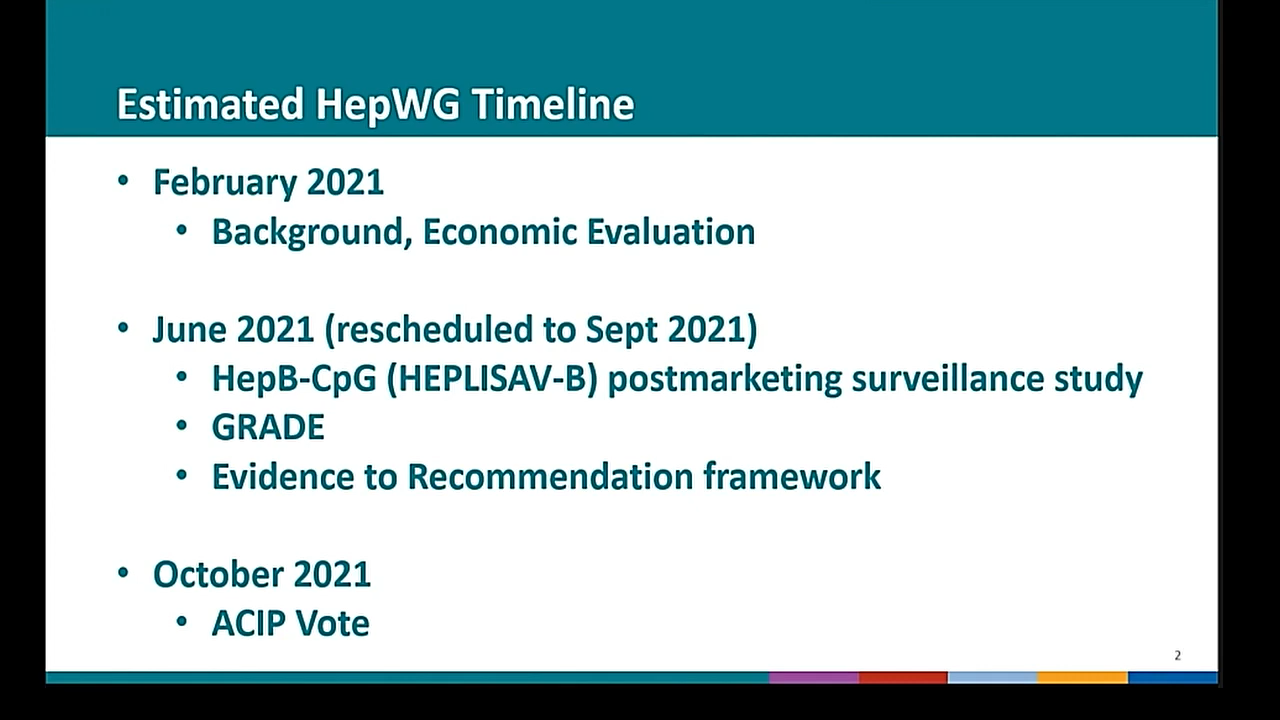 Estimated HepWG Timeline
• February 2021
• Background, Economic Evaluation
• June 2021 (rescheduled to Sept 2021)
• HepB-CpG (HEPLISAV-B) postmarketing surveillance study
• GRADE
• Evidence to Recommendation framework
• October 2021
• ACIP Vote
2